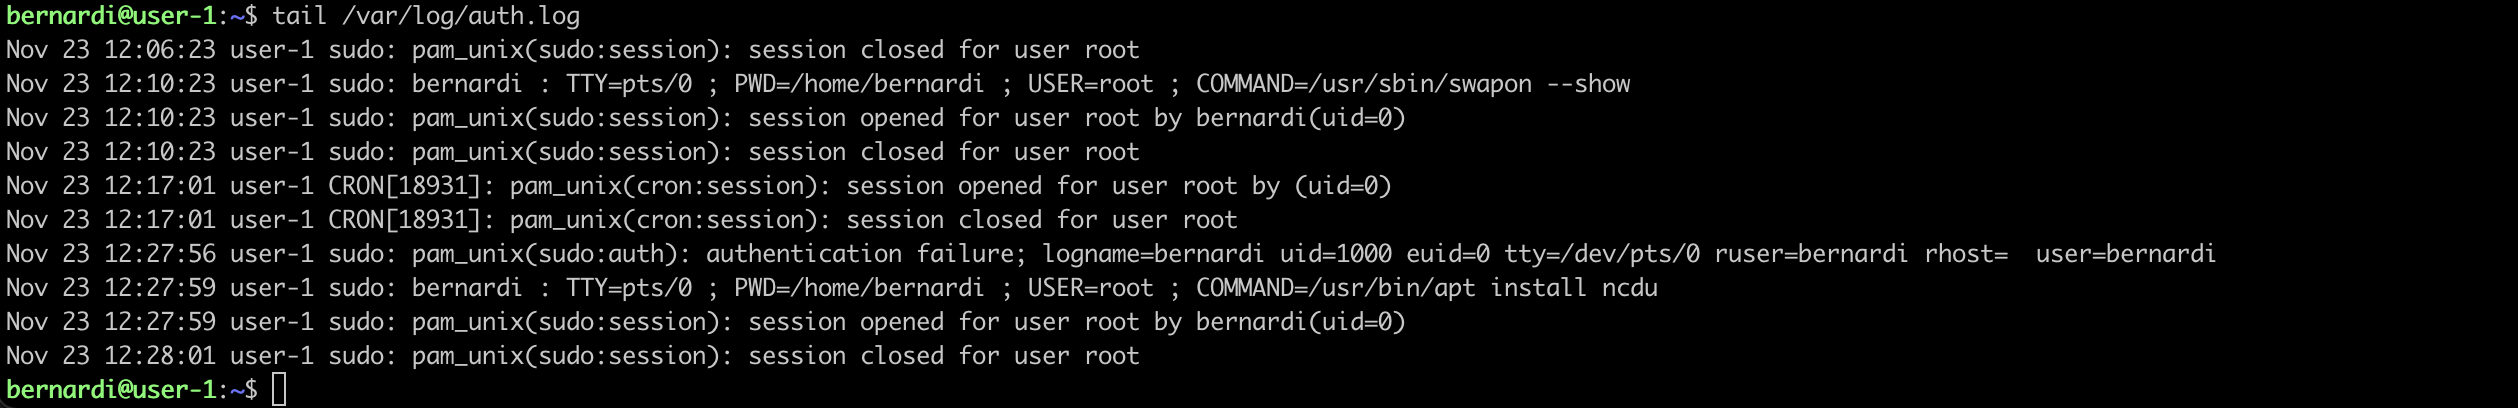 bernardi@user-1:~$ tail /var/log/auth.log
Nov 23 12:06:23 user-1 sudo: pam_unix(sudo:session): session closed for user root
Nov 23 12:10:23 user-1 sudo: bernardi : TTY=pts/0 ; PWD=/home/bernardi ; USER=root ; COMMAND=/usr/sbin/swapon --show
Nov 23 12:10:23 user-1 sudo: pam_unix(sudo:session): session opened for user root by bernardi(uid=0)
Nov 23 12:10:23 user-1 sudo: pam_unix(sudo:session): session closed for user root
Nov 23 12:17:01 user-1 CRON[18931]: pam_unix(cron:session): session opened for user root by (uid=0)
Nov 23 12:17:01 user-1 CRON[18931]: pam_unix(cron:session): session closed for user root
Nov 23 12:27:56 user-1 sudo: pam_unix(sudo:auth): authentication failure; logname=bernardi uid=1000 euid=0 tty=/dev/pts/0 ruser=bernardi rhost=  user=bernardi
Nov 23 12:27:59 user-1 sudo: bernardi : TTY=pts/0 ; PWD=/home/bernardi ; USER=root ; COMMAND=/usr/bin/apt install ncdu
Nov 23 12:27:59 user-1 sudo: pam_unix(sudo:session): session opened for user root by bernardi(uid=0)
Nov 23 12:28:01 user-1 sudo: pam_unix(sudo:session): session closed for user root
bernardi@user-1:~$